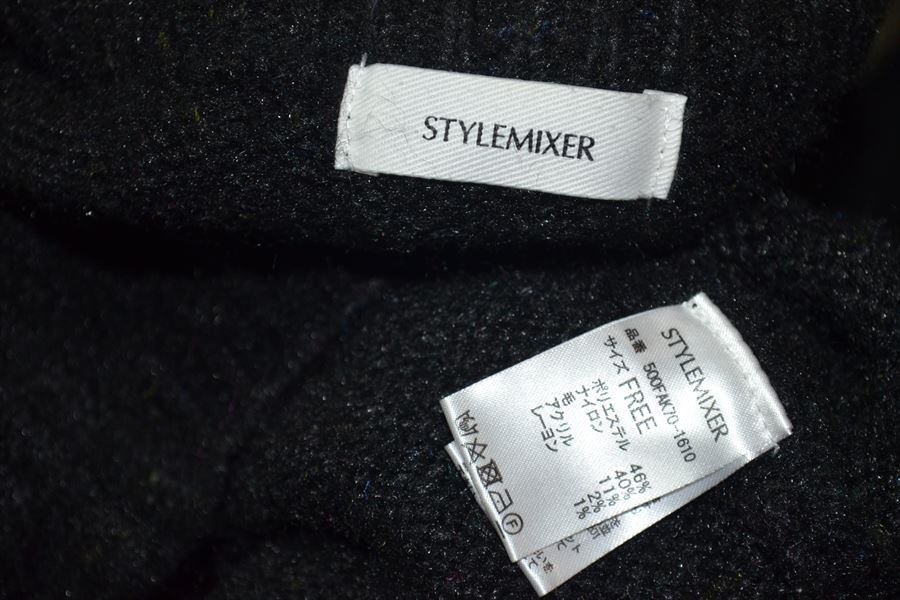 STYLEMIXER
STYLEMIXER
品番 500FAK70-1610
サイズ FREE
ポリエステル 46%
ナイロン 40%
毛 11%
アクリル 2%
レーヨン 1%
F